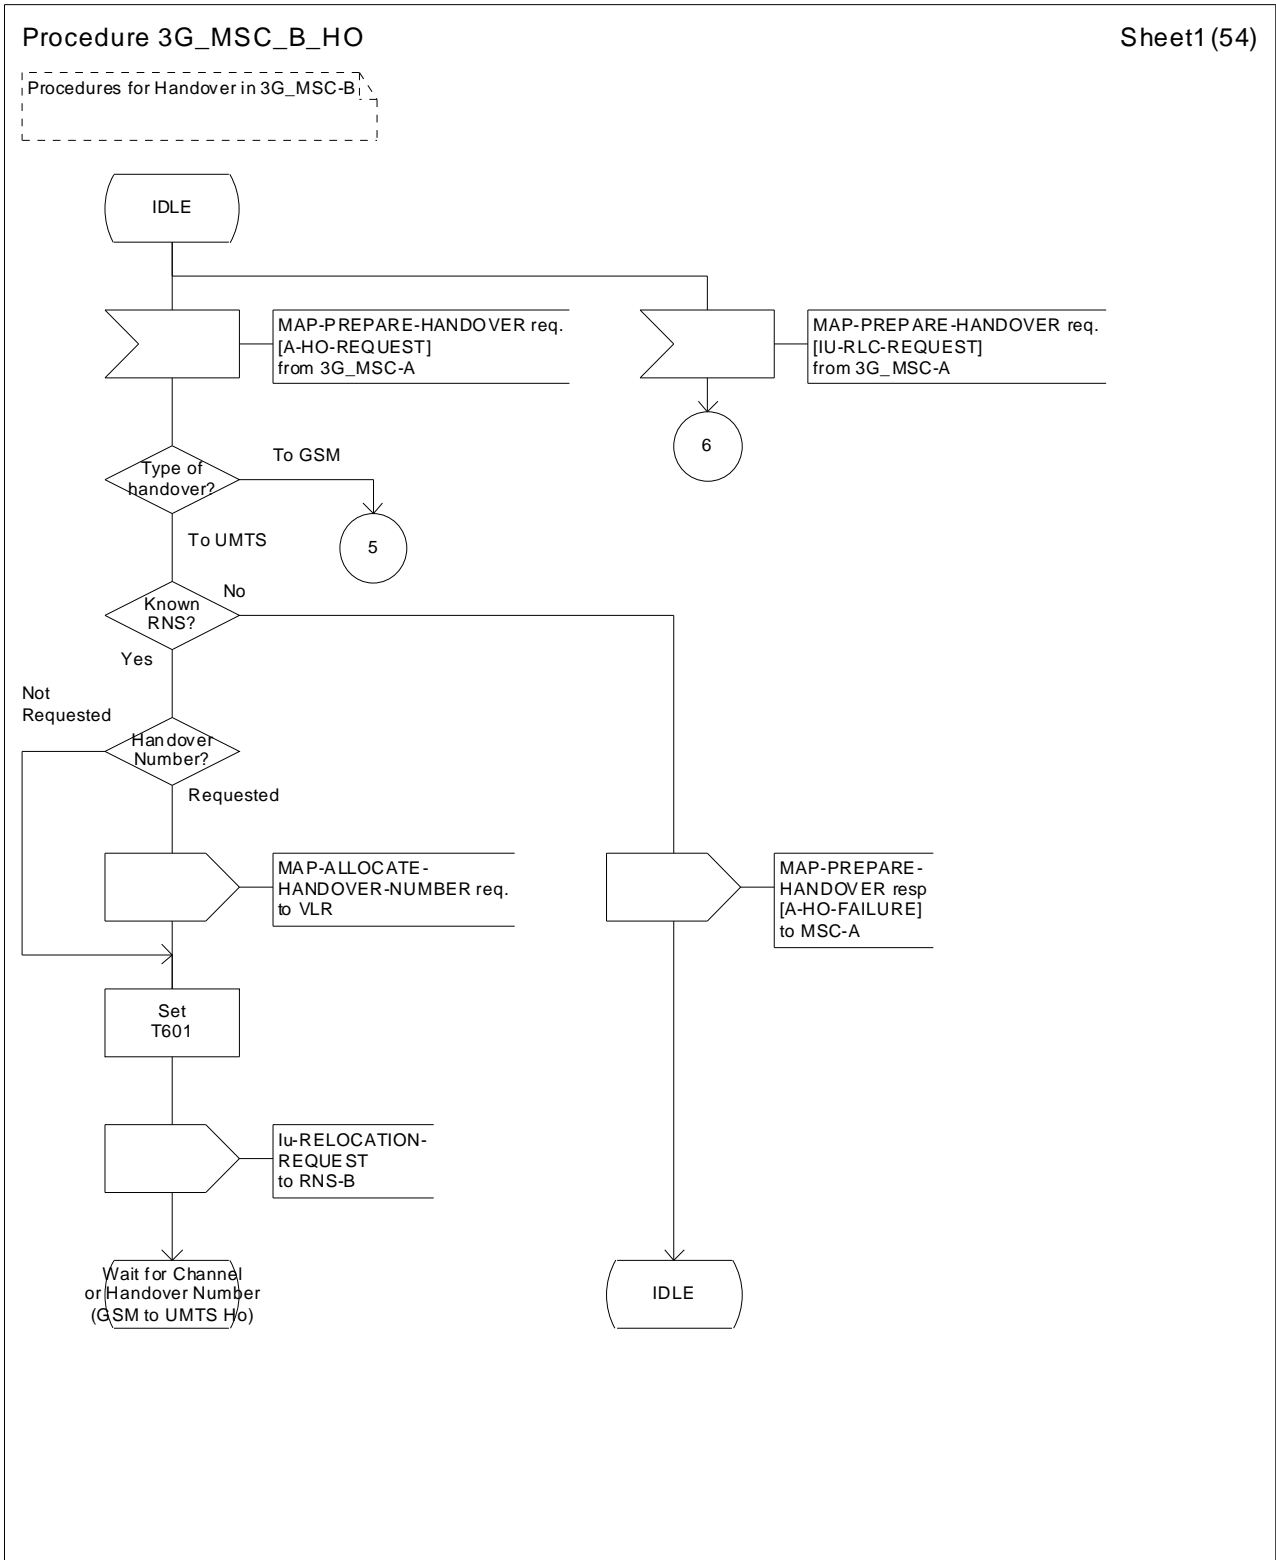 Procedure 3G_MSC_B_HO
Sheet1 (54)
Procedures for Handover in 3G_MSC-B
IDLE
MAP-PREPARE-HANDOVER req.
[A-HO-REQUEST]
from 3G_MSC-A
MAP-PREPARE-HANDOVER req.
[IU-RLC-REQUEST]
from 3G_MSC-A
6
Type of
handover?
To GSM
5
To UMTS
Known
RNS?
No
Yes
Not
Requested
Handover
Number?
Requested
MAP-ALLOCATE-
HANDOVER-NUMBER req.
to VLR
MAP-PREPARE-
HANDOVER resp
[A-HO-FAILURE]
to MSC-A
Set
T601
Iu-RELOCATION-
REQUEST
to RNS-B
Wait for Channel
or Handover Number
(GSM to UMTS Ho)
IDLE